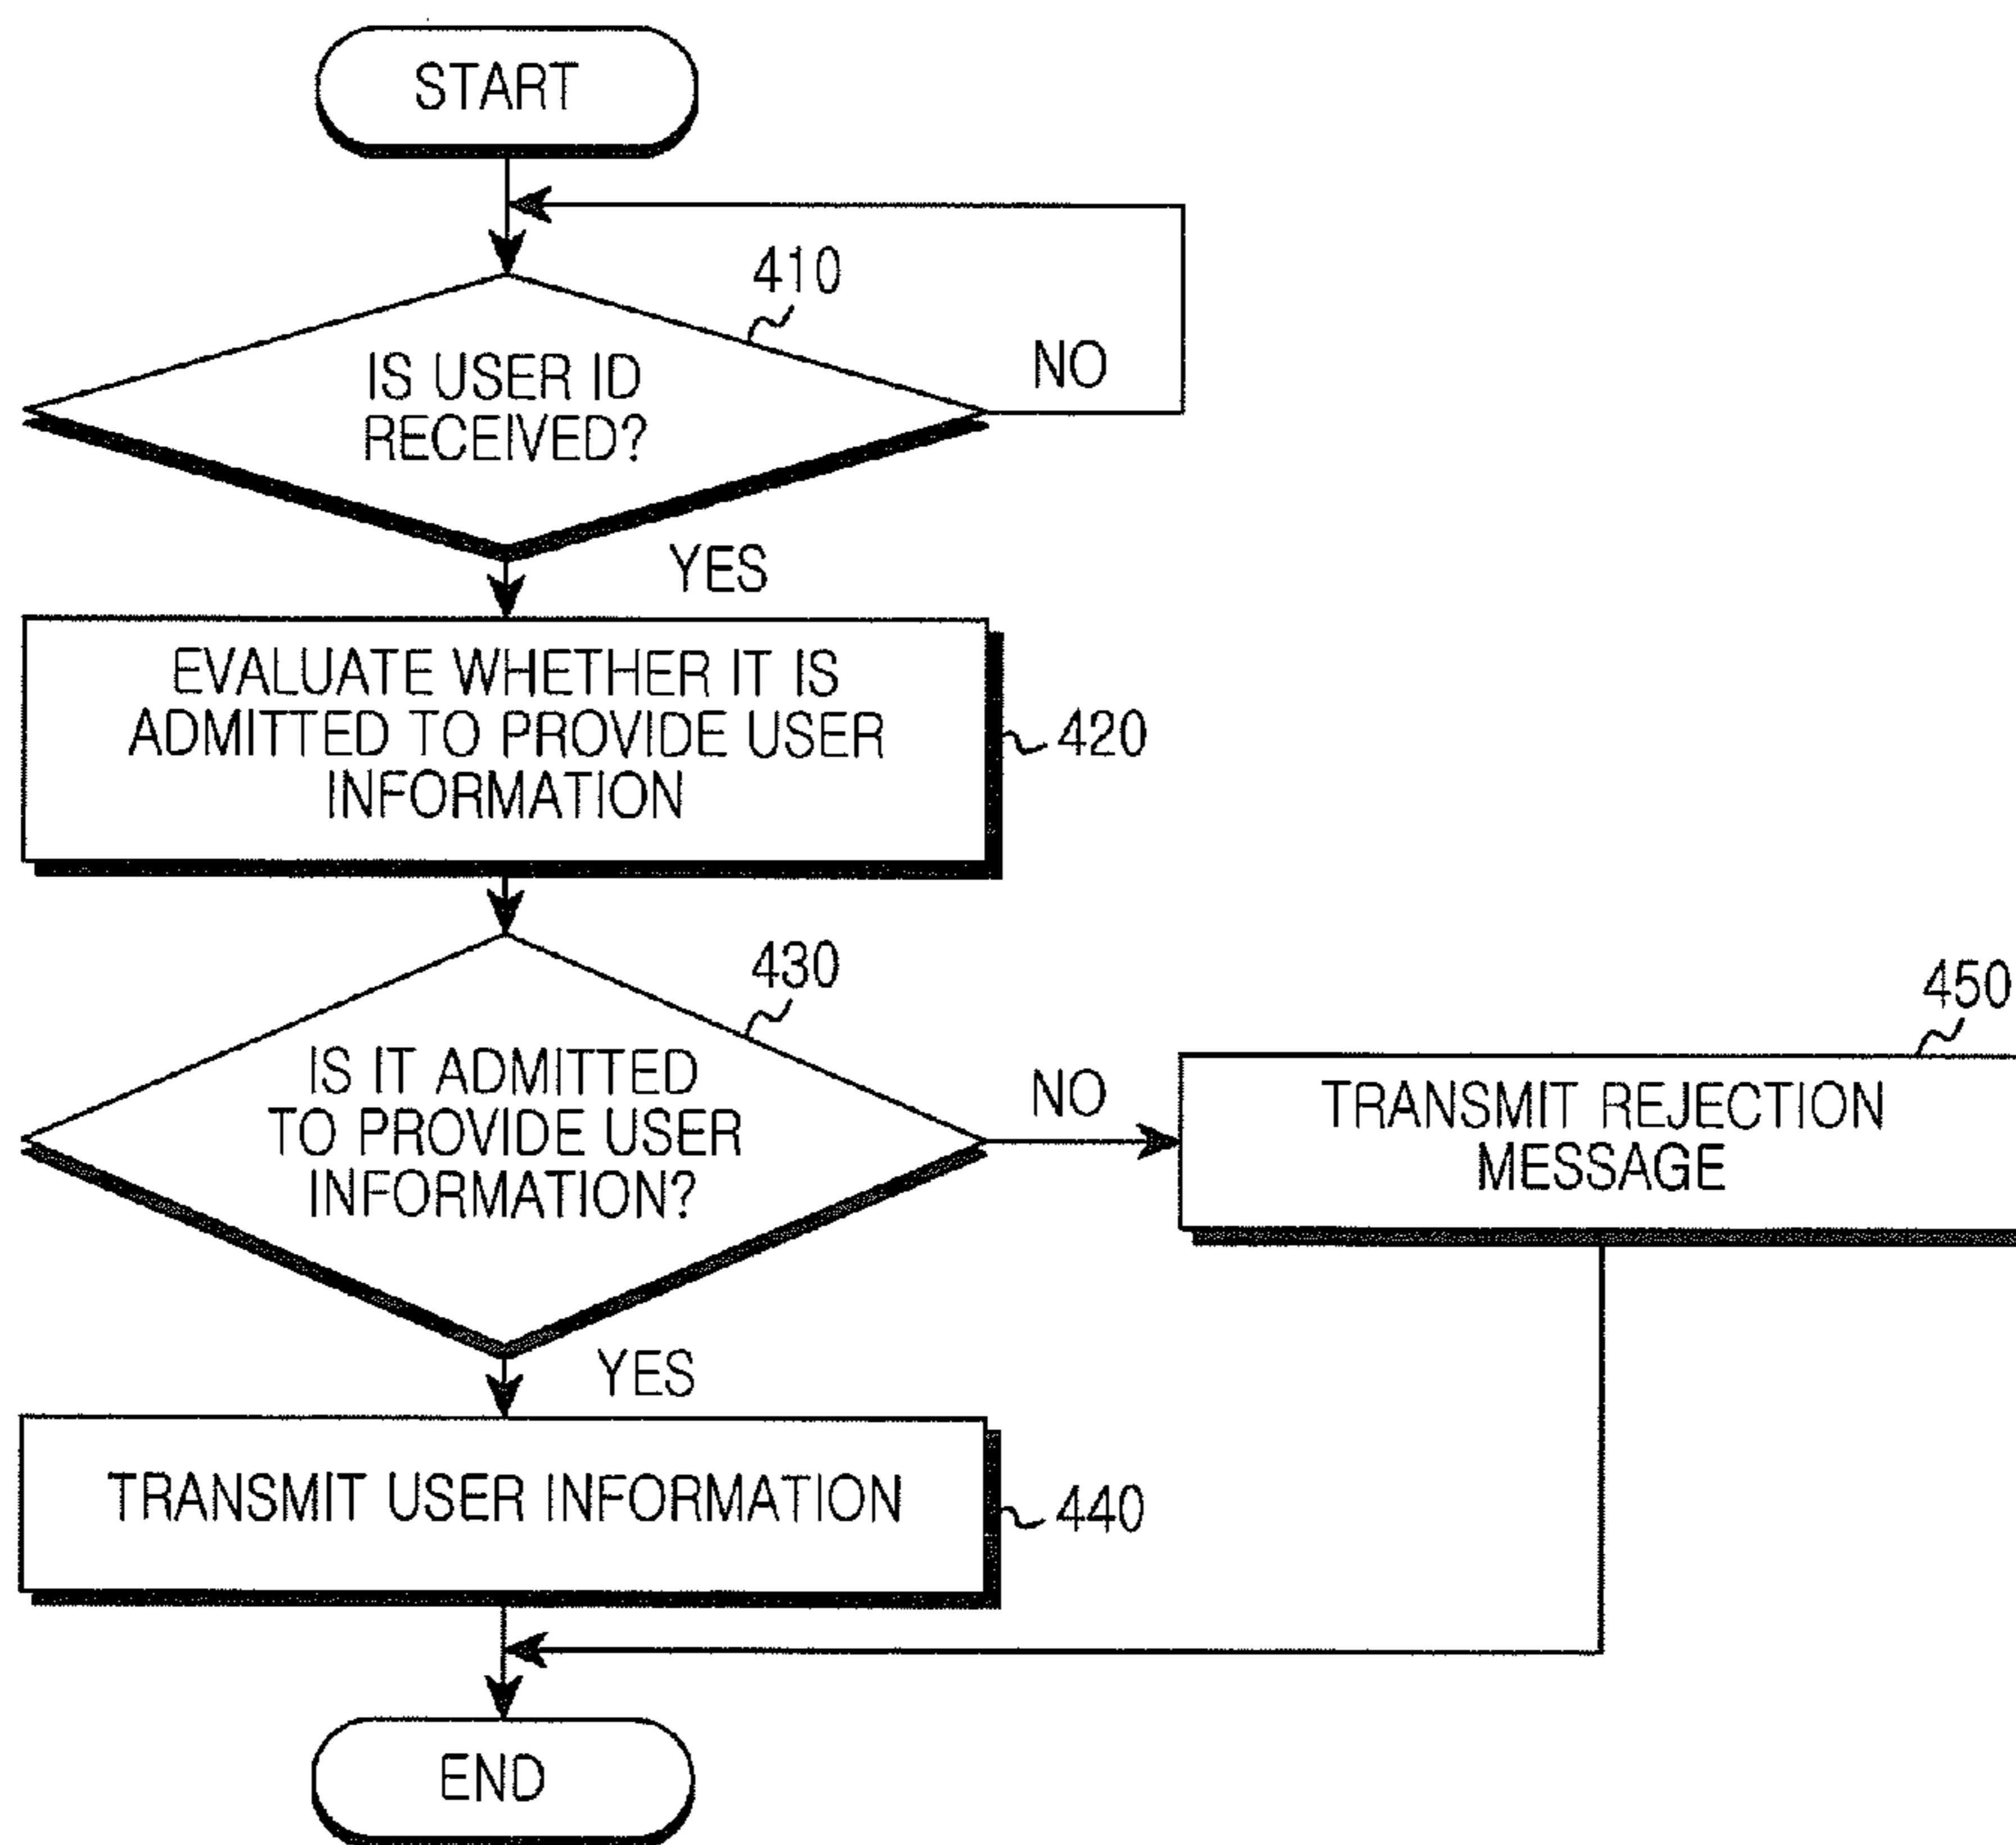 START
410
IS USER ID
RECEIVED?
NO
YES
EVALUATE WHETHER IT IS
ADMITTED TO PROVIDE USER
INFORMATION
420
430
IS IT ADMITTED
TO PROVIDE USER
INFORMATION?
NO
450
TRANSMIT REJECTION
MESSAGE
YES
TRANSMIT USER INFORMATION
440
END